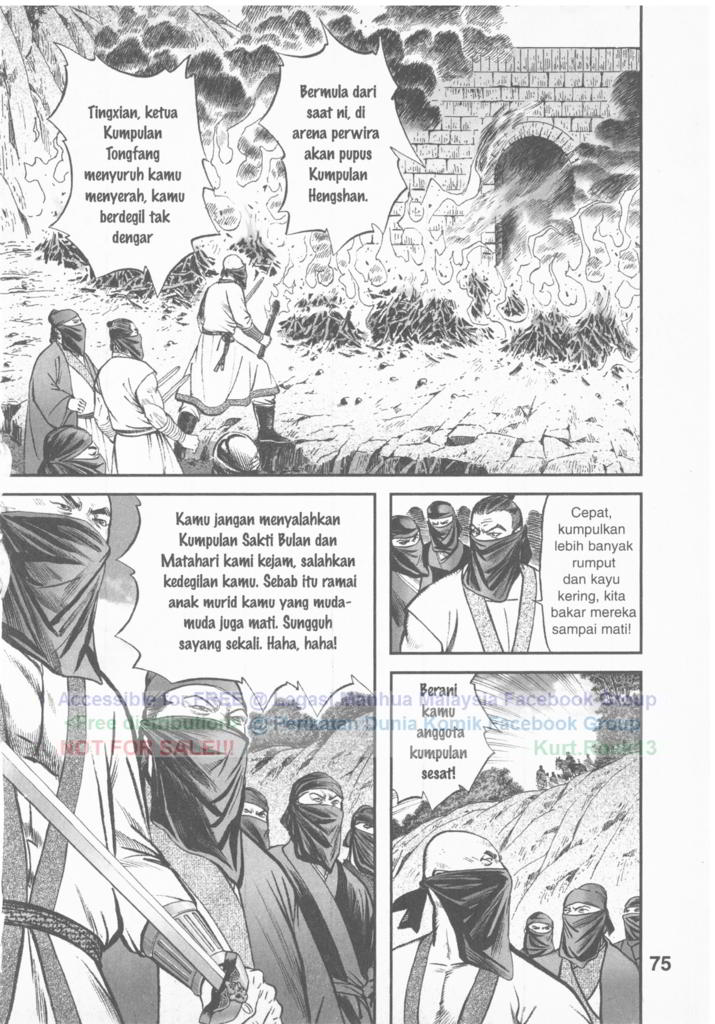 Bermula dari
saat ni, di
arena perwira
akan pupus
Kumpulan
Hengshan.
Tingxian, ketua
Kumpulan
Tongfang
menyuruh kamu
menyerah, kamu
berdegil tak
dengar
Cepat,
kumpulkan
lebih banyak
rumput
dan kayu
kering, kita
bakar mereka
sampai mati!
Kamu jangan menyalahkan
Kumpulan Sakti Bulan dan
Matahari kami kejam, salahkan
kedegilan kamu. Sebab itu ramai
anak murid kamu yang muda-
muda juga mati. Sungguh
sayang sekali. Haha, haha!
Berani
kamu
anggota
kumpulan
sesat!
Accessible for FREE @ Lagasi Manhua Malaysia Facebook Group
<Free distribution> @ Perikatan Dunia Komik Facebook Group
NOT FOR SALE!!!
Kurt.Rock13
75